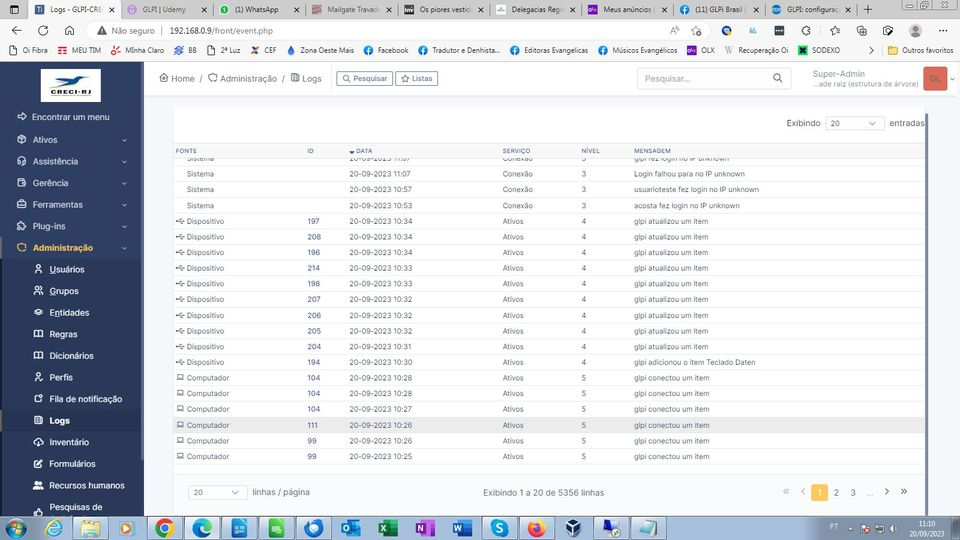 Logs - GLPI-CRE
GLPI | Udemy
(1) WhatsApp
Mailgate Travad
Os piores vestid
Delegacias Regi
Meus anúncios |
(11) GLPi Brasil |
GLPI: configuraç
Não seguro 192.168.0.9/front/event.php
Oi Fibra
MEU TIM
Minha Claro
BB
2ª Luz
CEF
Zona Oeste Mais
Facebook
Tradutor e Denhista...
Editoras Evangelicas
Músicos Evangélicos
OLX
Recuperação Oi
SODEXO
Outros favoritos
CRECI-RJ
Home / Administração / Logs
Pesquisar
Listas
Pesquisar...
Super-Admin
...ade raiz (estrutura de árvore)
GL
Encontrar um menu
Ativos
Assistência
Gerência
Ferramentas
Plug-ins
Administração
Usuários
Grupos
Entidades
Regras
Dicionários
Perfis
Fila de notificação
Logs
Inventário
Formulários
Recursos humanos
Pesquisas de
Exibindo 20 entradas
FONTE ID DATA SERVIÇO NÍVEL MENSAGEM
Sistema 20-09-2023 11:07 Conexão 3 glpi fez login no IP unknown
Sistema 20-09-2023 11:07 Conexão 3 Login falhou para no IP unknown
Sistema 20-09-2023 10:57 Conexão 3 usuarioteste fez login no IP unknown
Sistema 20-09-2023 10:53 Conexão 3 acosta fez login no IP unknown
Dispositivo 197 20-09-2023 10:34 Ativos 4 glpi atualizou um item
Dispositivo 208 20-09-2023 10:34 Ativos 4 glpi atualizou um item
Dispositivo 196 20-09-2023 10:34 Ativos 4 glpi atualizou um item
Dispositivo 214 20-09-2023 10:33 Ativos 4 glpi atualizou um item
Dispositivo 198 20-09-2023 10:33 Ativos 4 glpi atualizou um item
Dispositivo 207 20-09-2023 10:32 Ativos 4 glpi atualizou um item
Dispositivo 206 20-09-2023 10:32 Ativos 4 glpi atualizou um item
Dispositivo 205 20-09-2023 10:32 Ativos 4 glpi atualizou um item
Dispositivo 204 20-09-2023 10:31 Ativos 4 glpi atualizou um item
Dispositivo 194 20-09-2023 10:30 Ativos 4 glpi adicionou o item Teclado Daten
Computador 104 20-09-2023 10:28 Ativos 5 glpi conectou um item
Computador 104 20-09-2023 10:28 Ativos 5 glpi conectou um item
Computador 104 20-09-2023 10:27 Ativos 5 glpi conectou um item
Computador 111 20-09-2023 10:26 Ativos 5 glpi conectou um item
Computador 99 20-09-2023 10:26 Ativos 5 glpi conectou um item
Computador 99 20-09-2023 10:25 Ativos 5 glpi conectou um item
20 linhas / página
Exibindo 1 a 20 de 5356 linhas
« ‹ 1 2 3 ... › »
PT
11:10
20/09/2023